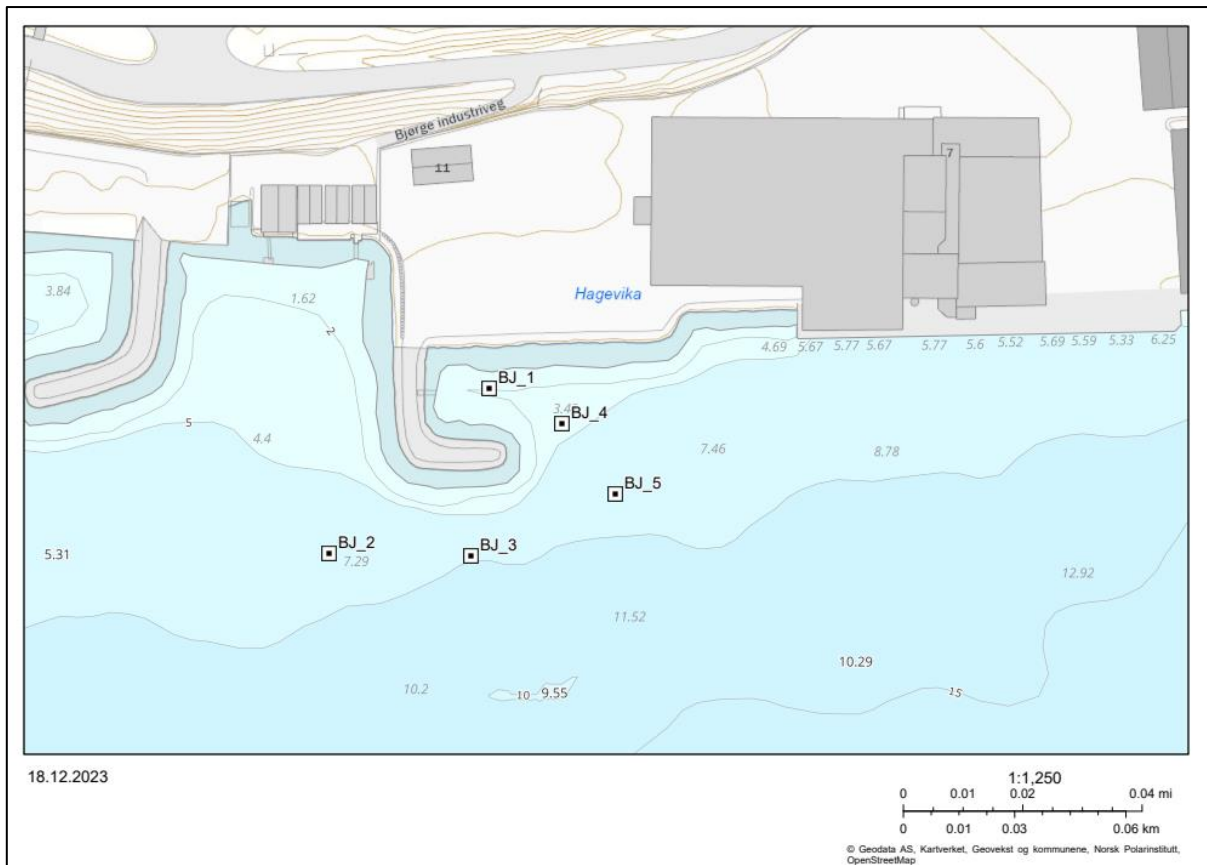 Bjørge industriveg
11
7
3.84
1.62
2
Hagevika
4.69 5.67 5.77 5.67 5.77 5.6 5.52 5.69 5.59 5.33 6.25
BJ_1
BJ_4
5
4.4
7.46
8.78
BJ_5
BJ_2
BJ_3
5.31
7.29
12.92
11.52
10.29
10.2
10 9.55
15
18.12.2023
1:1,250
0 0.01 0.02 0.04 mi
0 0.01 0.03 0.06 km
© Geodata AS, Kartverket, Geovekst og kommunene, Norsk Polarinstitutt,
OpenStreetMap